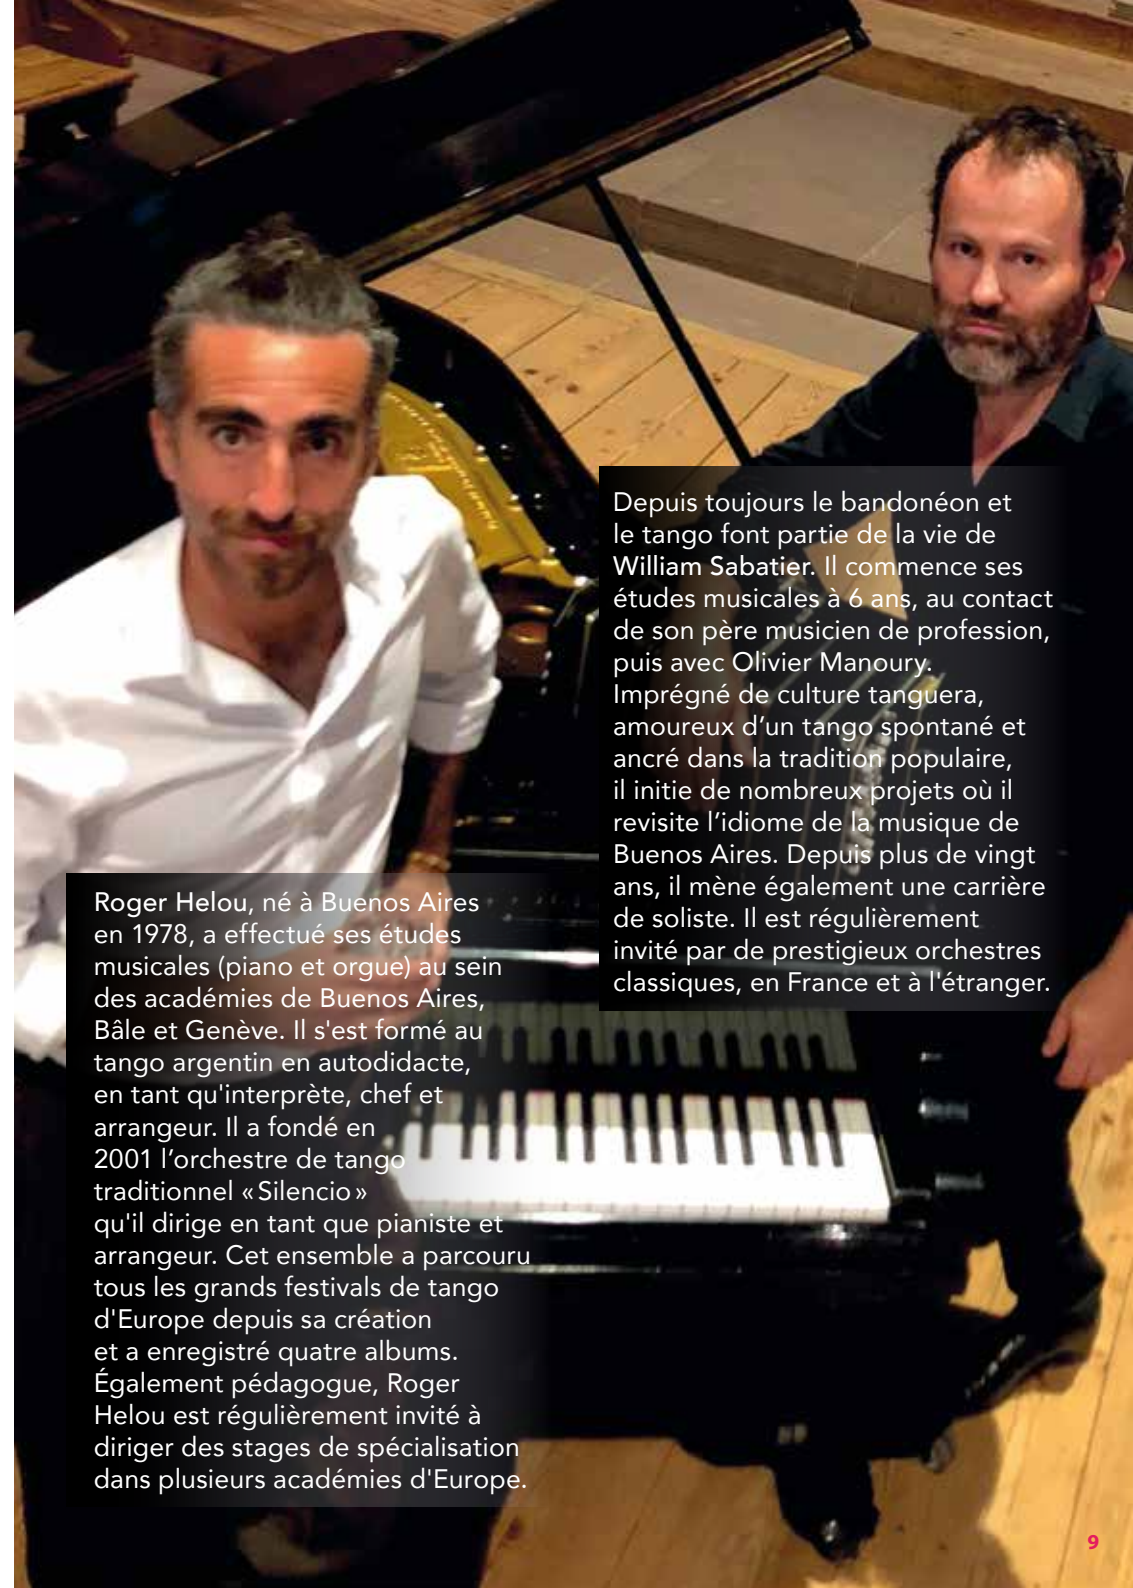 Depuis toujours le bandonéon et
le tango font partie de la vie de
William Sabatier. Il commence ses
études musicales à 6 ans, au contact
de son père musicien de profession,
puis avec Olivier Manoury.
Imprégné de culture tanguera,
amoureux d’un tango spontané et
ancré dans la tradition populaire,
il initie de nombreux projets où il
revisite l’idiome de la musique de
Buenos Aires. Depuis plus de vingt
ans, il mène également une carrière
de soliste. Il est régulièrement
invité par de prestigieux orchestres
classiques, en France et à l'étranger.
Roger Helou, né à Buenos Aires
en 1978, a effectué ses études
musicales (piano et orgue) au sein
des académies de Buenos Aires,
Bâle et Genève. Il s'est formé au
tango argentin en autodidacte,
en tant qu'interprète, chef et
arrangeur. Il a fondé en
2001 l’orchestre de tango
traditionnel «Silencio»
qu'il dirige en tant que pianiste et
arrangeur. Cet ensemble a parcouru
tous les grands festivals de tango
d'Europe depuis sa création
et a enregistré quatre albums.
Également pédagogue, Roger
Helou est régulièrement invité à
diriger des stages de spécialisation
dans plusieurs académies d'Europe.
9